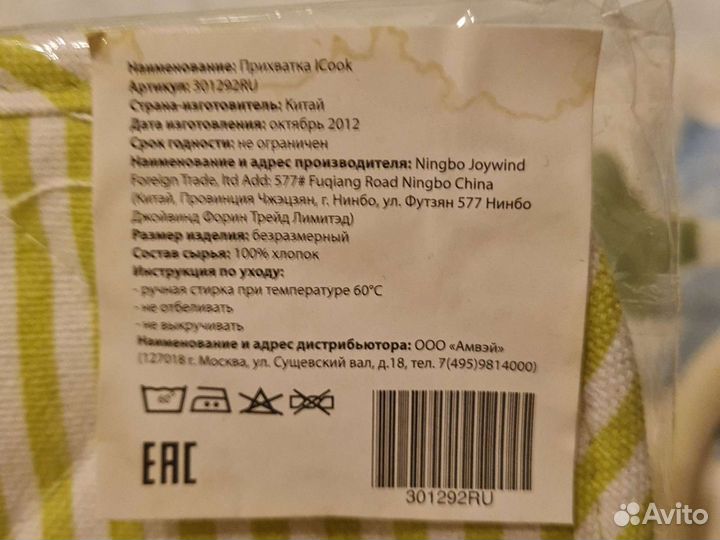 Наименование: Прихватка ICook
Артикул: 301292RU
Страна-изготовитель: Китай
Дата изготовления: октябрь 2012
Срок годности: не ограничен
Наименование и адрес производителя: Ningbo Joywind
Foreign Trade, ltd Add: 577# Fuqiang Road Ningbo China
(Китай, Провинция Чжэцзян, г. Нинбо, ул. Футзян 577 Нинбо
Джойвинд Форин Трейд Лимитэд)
Размер изделия: безразмерный
Состав сырья: 100% хлопок
Инструкция по уходу:
- ручная стирка при температуре 60°С
- не отбеливать
- не выкручивать
Наименование и адрес дистрибьютора: ООО «Амвэй»
(127018 г. Москва, ул. Сущевский вал, д.18, тел. 7(495)9814000)
60°
EAC
301292RU
Avito